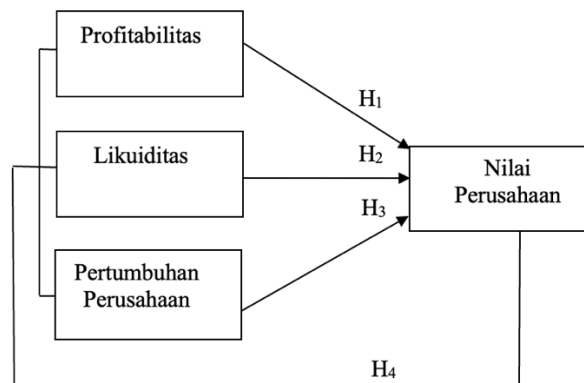 Profitabilitas
H₁
Likuiditas
H₂
Nilai
Perusahaan
H₃
Pertumbuhan
Perusahaan
H₄